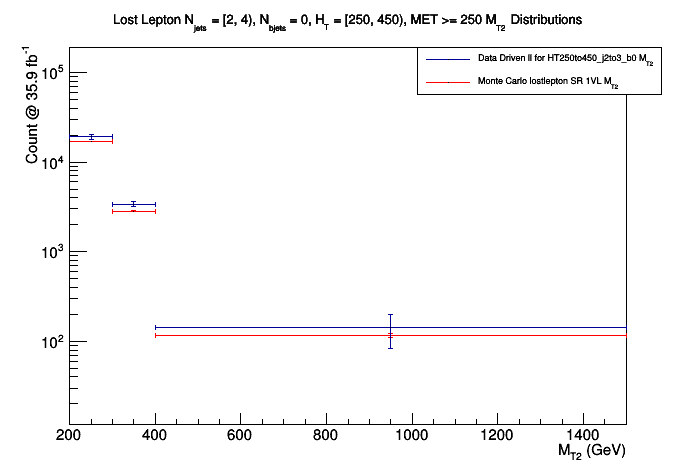 Lost Lepton N_jets = [2, 4), N_bjets = 0, H_T = [250, 450), MET >= 250 M_T2 Distributions
Data Driven II for HT250to450_j2to3_b0 M_T2
Monte Carlo lostlepton SR 1VL M_T2
Count @ 35.9 fb^-1
10^5
10^4
10^3
10^2
200 400 600 800 1000 1200 1400
M_T2 (GeV)